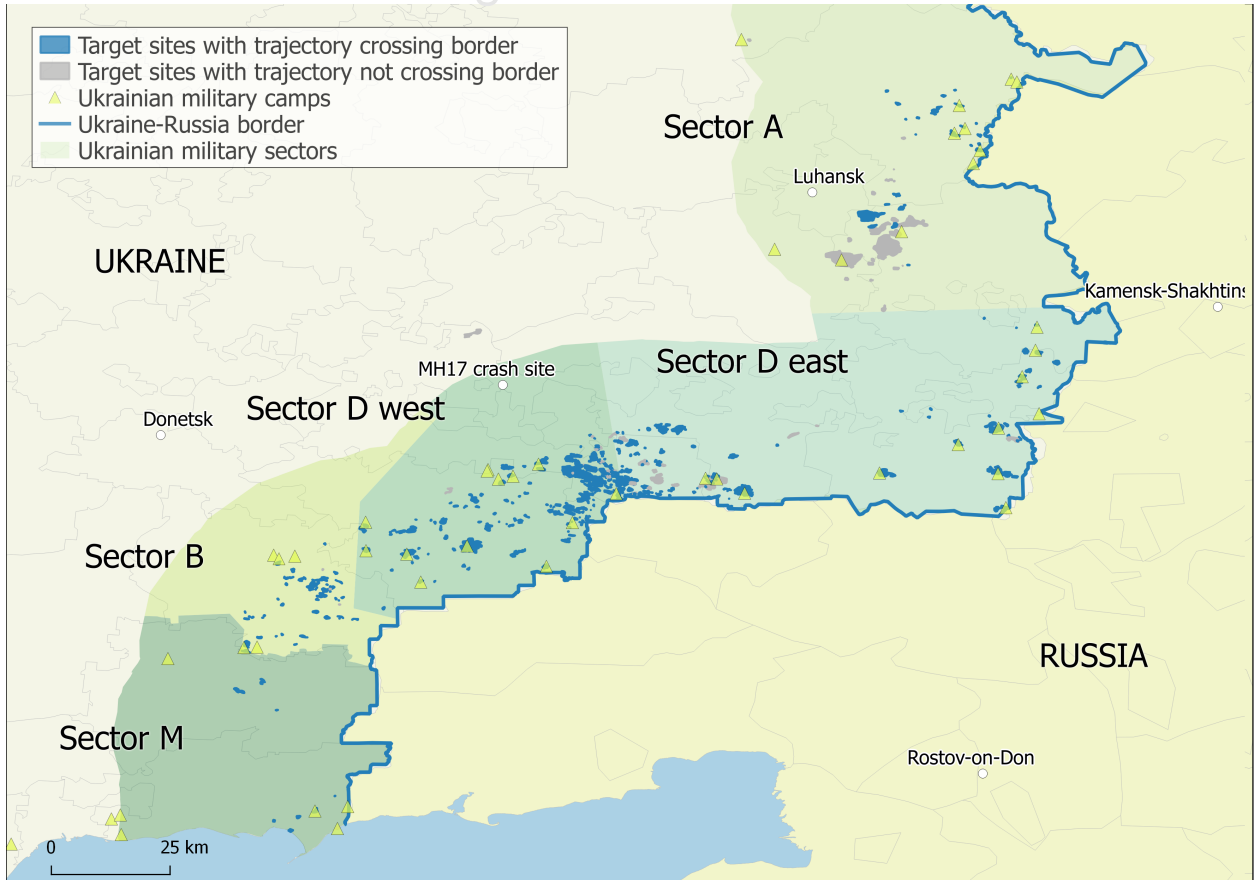 Target sites with trajectory crossing border
Target sites with trajectory not crossing border
Ukrainian military camps
Ukraine-Russia border
Ukrainian military sectors
Sector A
Luhansk
UKRAINE
Kamensk-Shakhtins
Sector D east
MH17 crash site
Sector D west
Donetsk
Sector B
RUSSIA
Sector M
Rostov-on-Don
0 25 km